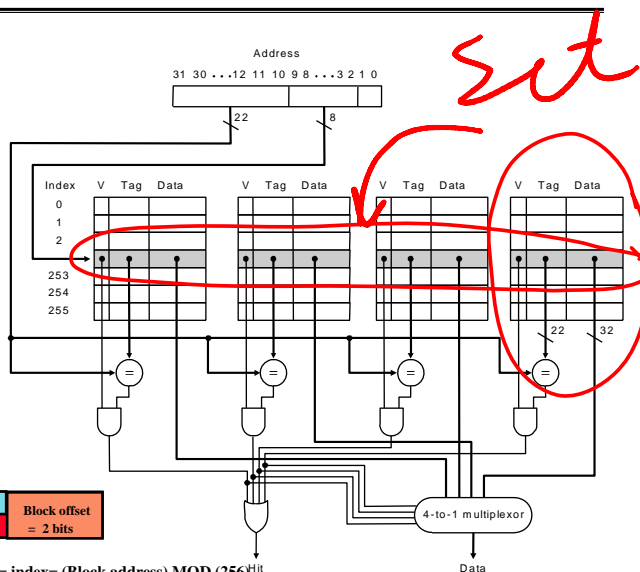 Set
Address
31 30 ...12 11 10 9 8 ...3 2 1 0
22 8
Index V Tag Data V Tag Data V Tag Data V Tag Data
0
1
2
253
254
255
22 32
= = = =
Block offset
= 2 bits
4-to-1 multiplexor
= index= (Block address) MOD (256)
Hit Data